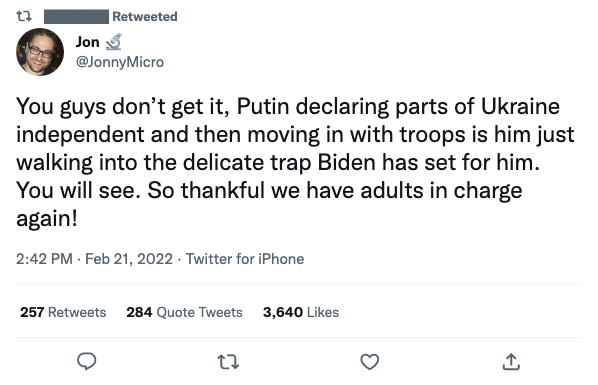 Retweeted
Jon
@JonnyMicro
You guys don’t get it, Putin declaring parts of Ukraine
independent and then moving in with troops is him just
walking into the delicate trap Biden has set for him.
You will see. So thankful we have adults in charge
again!
2:42 PM · Feb 21, 2022 · Twitter for iPhone
257 Retweets 284 Quote Tweets 3,640 Likes